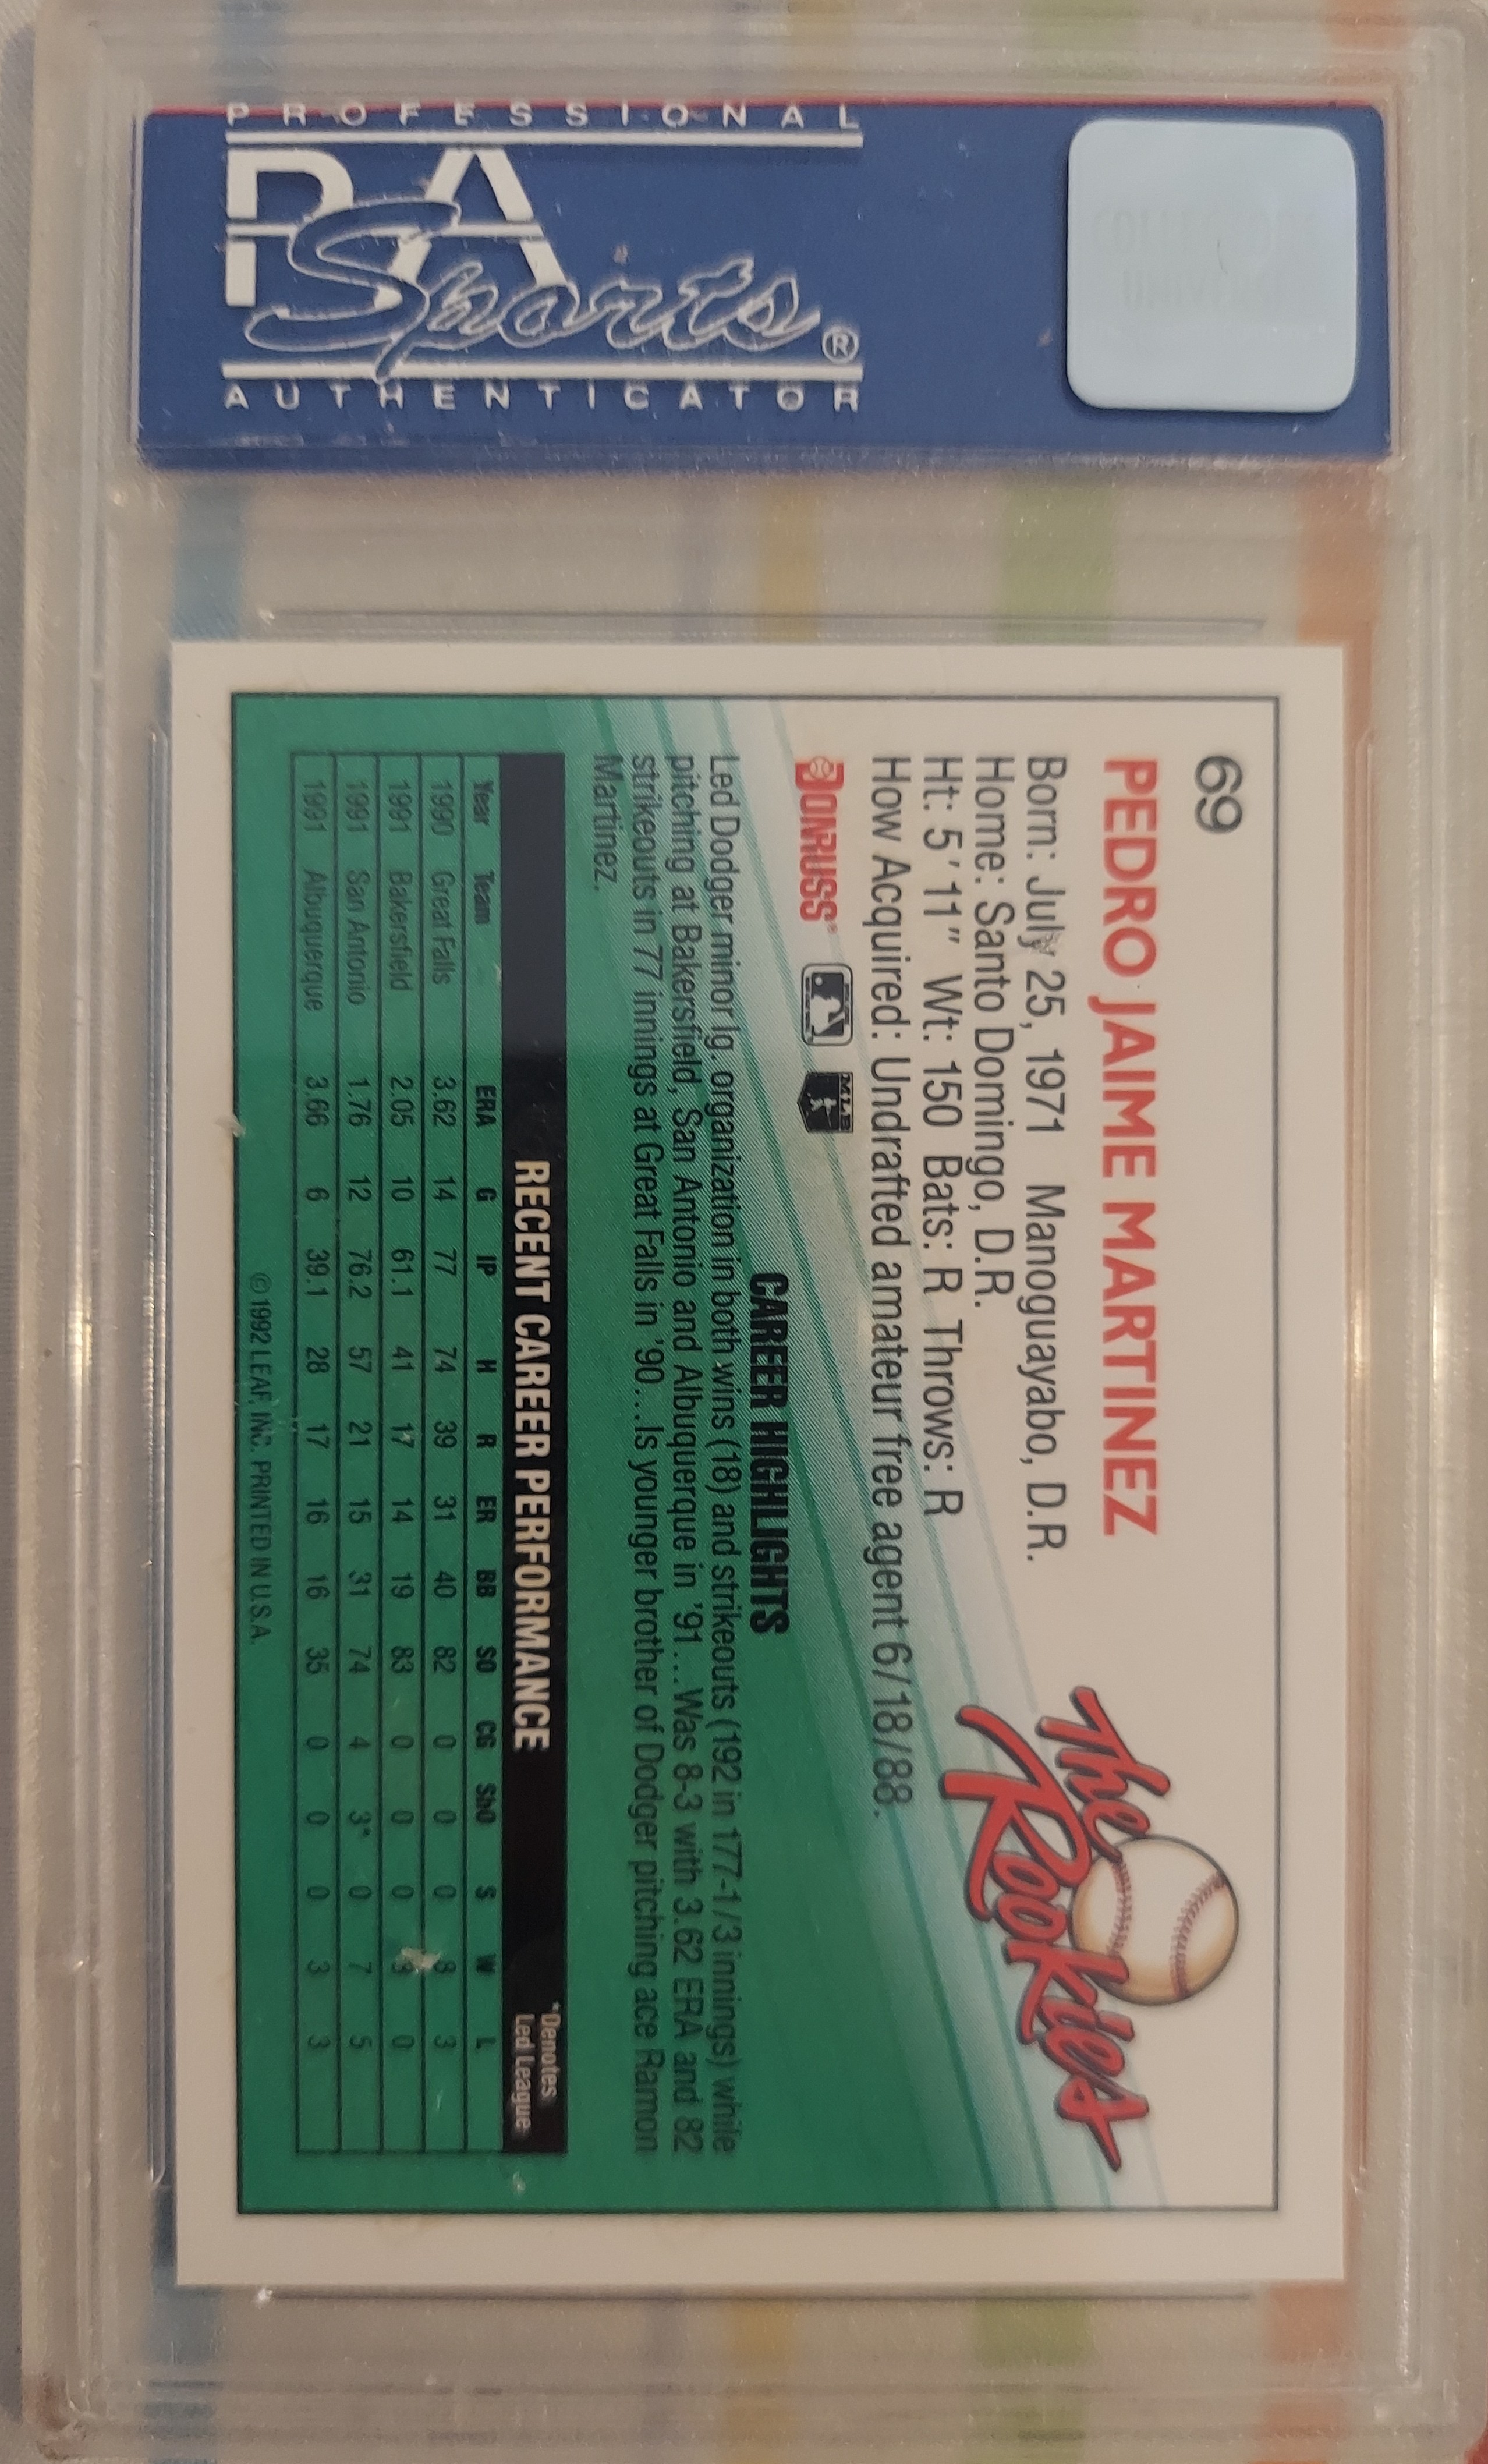 PROFESSIONAL
PSA
Sports®
AUTHENTICATOR
69
PEDRO JAIME MARTINEZ
Born: July 25, 1971 Manoguayabo, D.R.
Home: Santo Domingo, D.R.
Ht: 5' 11" Wt: 150 Bats: R Throws: R
How Acquired: Undrafted amateur free agent 6/18/88.
The
Rookies
DONRUSS®
MLB
CAREER HIGHLIGHTS
Led Dodger minor lg. organization in both wins (18) and strikeouts (192 in 177-1/3 innings) while
pitching at Bakersfield, San Antonio and Albuquerque in '91...Was 8-3 with 3.62 ERA and 82
strikeouts in 77 innings at Great Falls in '90...Is younger brother of Dodger pitching ace Ramon
Martinez.
RECENT CAREER PERFORMANCE
*Denotes
Led League
Year Team ERA G IP H R ER BB SO CG ShO S W L
1990 Great Falls 3.62 14 77 74 39 31 40 82 0 0 0 8 3
1991 Bakersfield 2.05 10 61.1 41 17 14 19 83 0 0 0 8 0
1991 San Antonio 1.76 12 76.2 57 21 15 31 74 4 3* 0 7 5
1991 Albuquerque 3.66 6 39.1 28 17 16 16 35 0 0 0 3 3
©1992 LEAF, INC. PRINTED IN U.S.A.